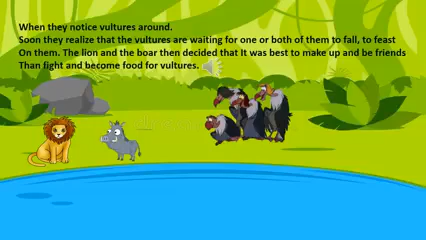 When they notice vultures around.
Soon they realize that the vultures are waiting for one or both of them to fall, to feast
On them. The lion and the boar then decided that It was best to make up and be friends
Than fight and become food for vultures.